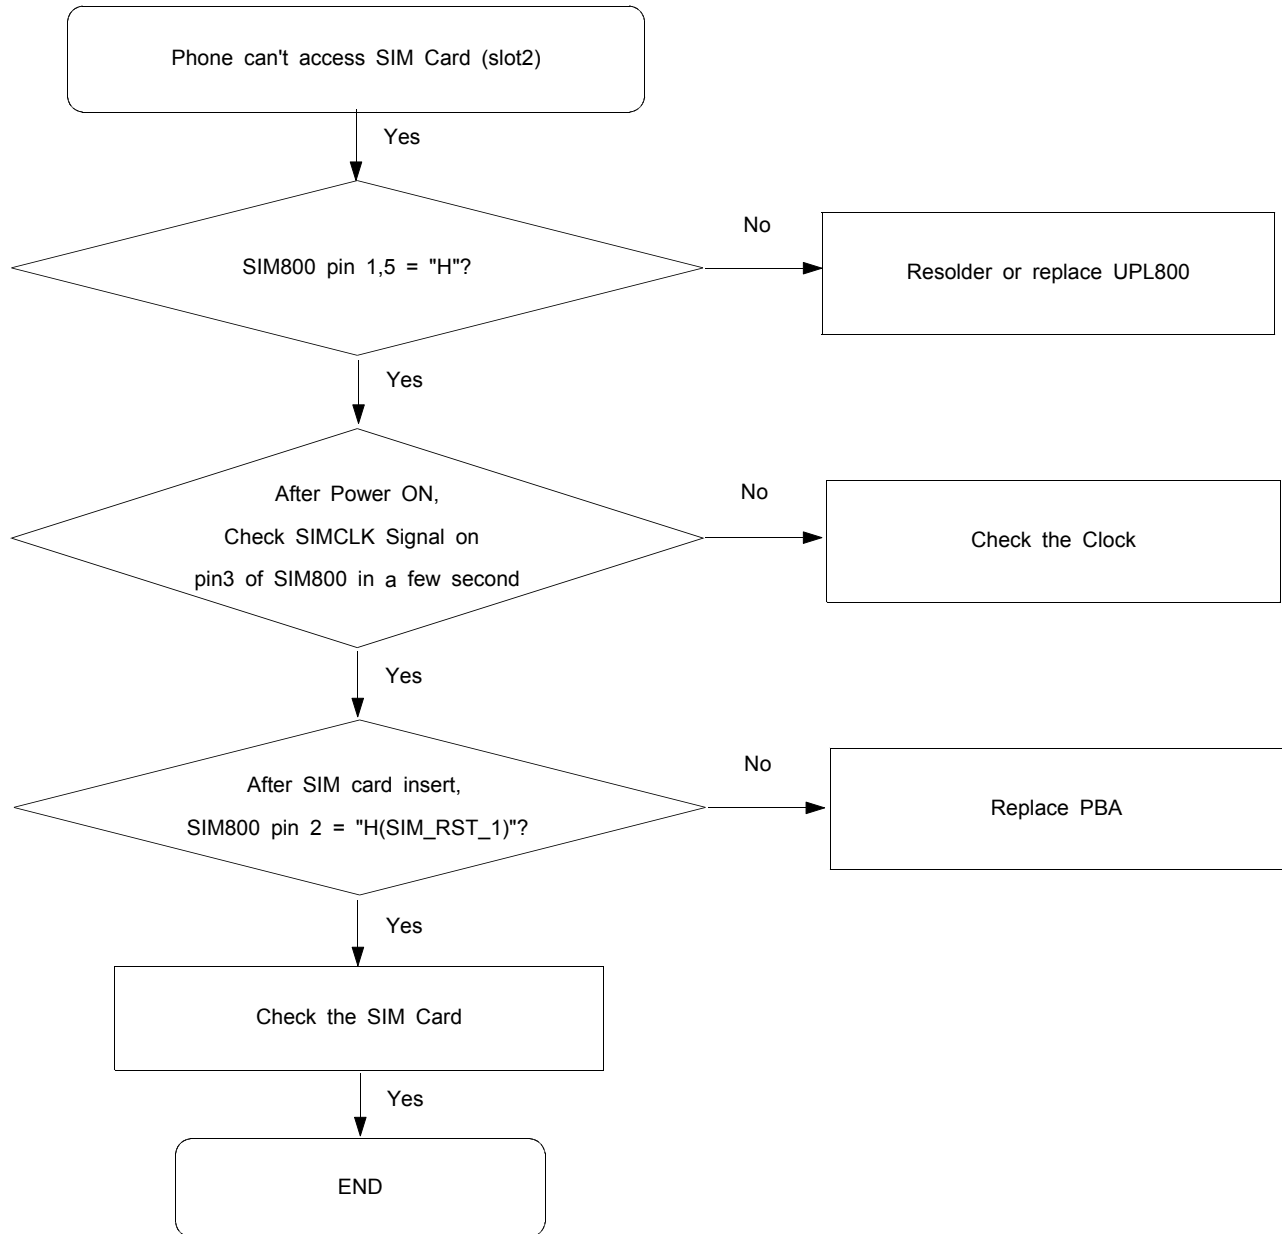 Phone can't access SIM Card (slot2)
Yes
SIM800 pin 1,5 = "H"?
No
Resolder or replace UPL800
Yes
After Power ON,
Check SIMCLK Signal on
pin3 of SIM800 in a few second
No
Check the Clock
Yes
After SIM card insert,
SIM800 pin 2 = "H(SIM_RST_1)"?
No
Replace PBA
Yes
Check the SIM Card
Yes
END